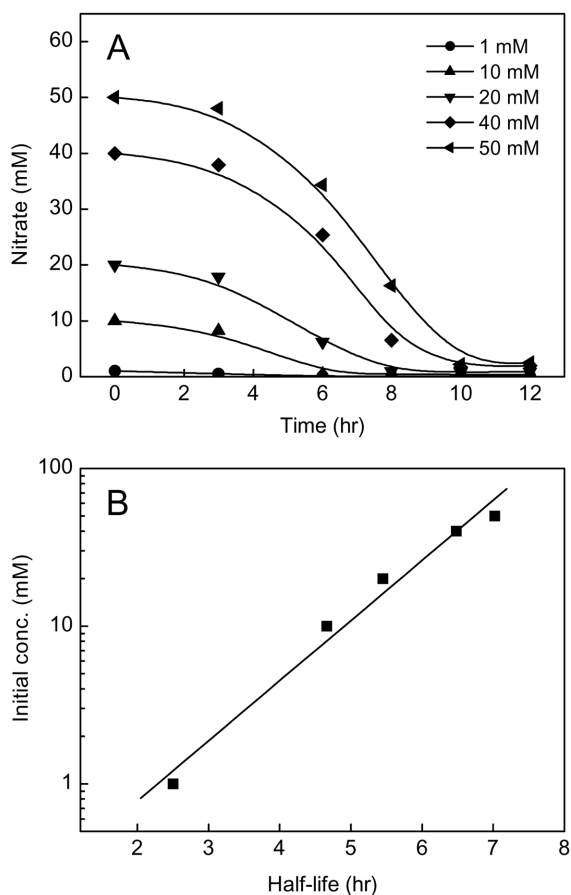 A
60
50
40
30
20
10
0
Nitrate (mM)
1 mM
10 mM
20 mM
40 mM
50 mM
0 2 4 6 8 10 12
Time (hr)
B
100
10
1
Initial conc. (mM)
2 3 4 5 6 7 8
Half-life (hr)